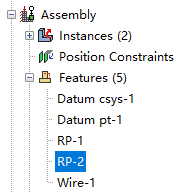 Assembly
Instances (2)
Position Constraints
Features (5)
Datum csys-1
Datum pt-1
RP-1
RP-2
Wire-1